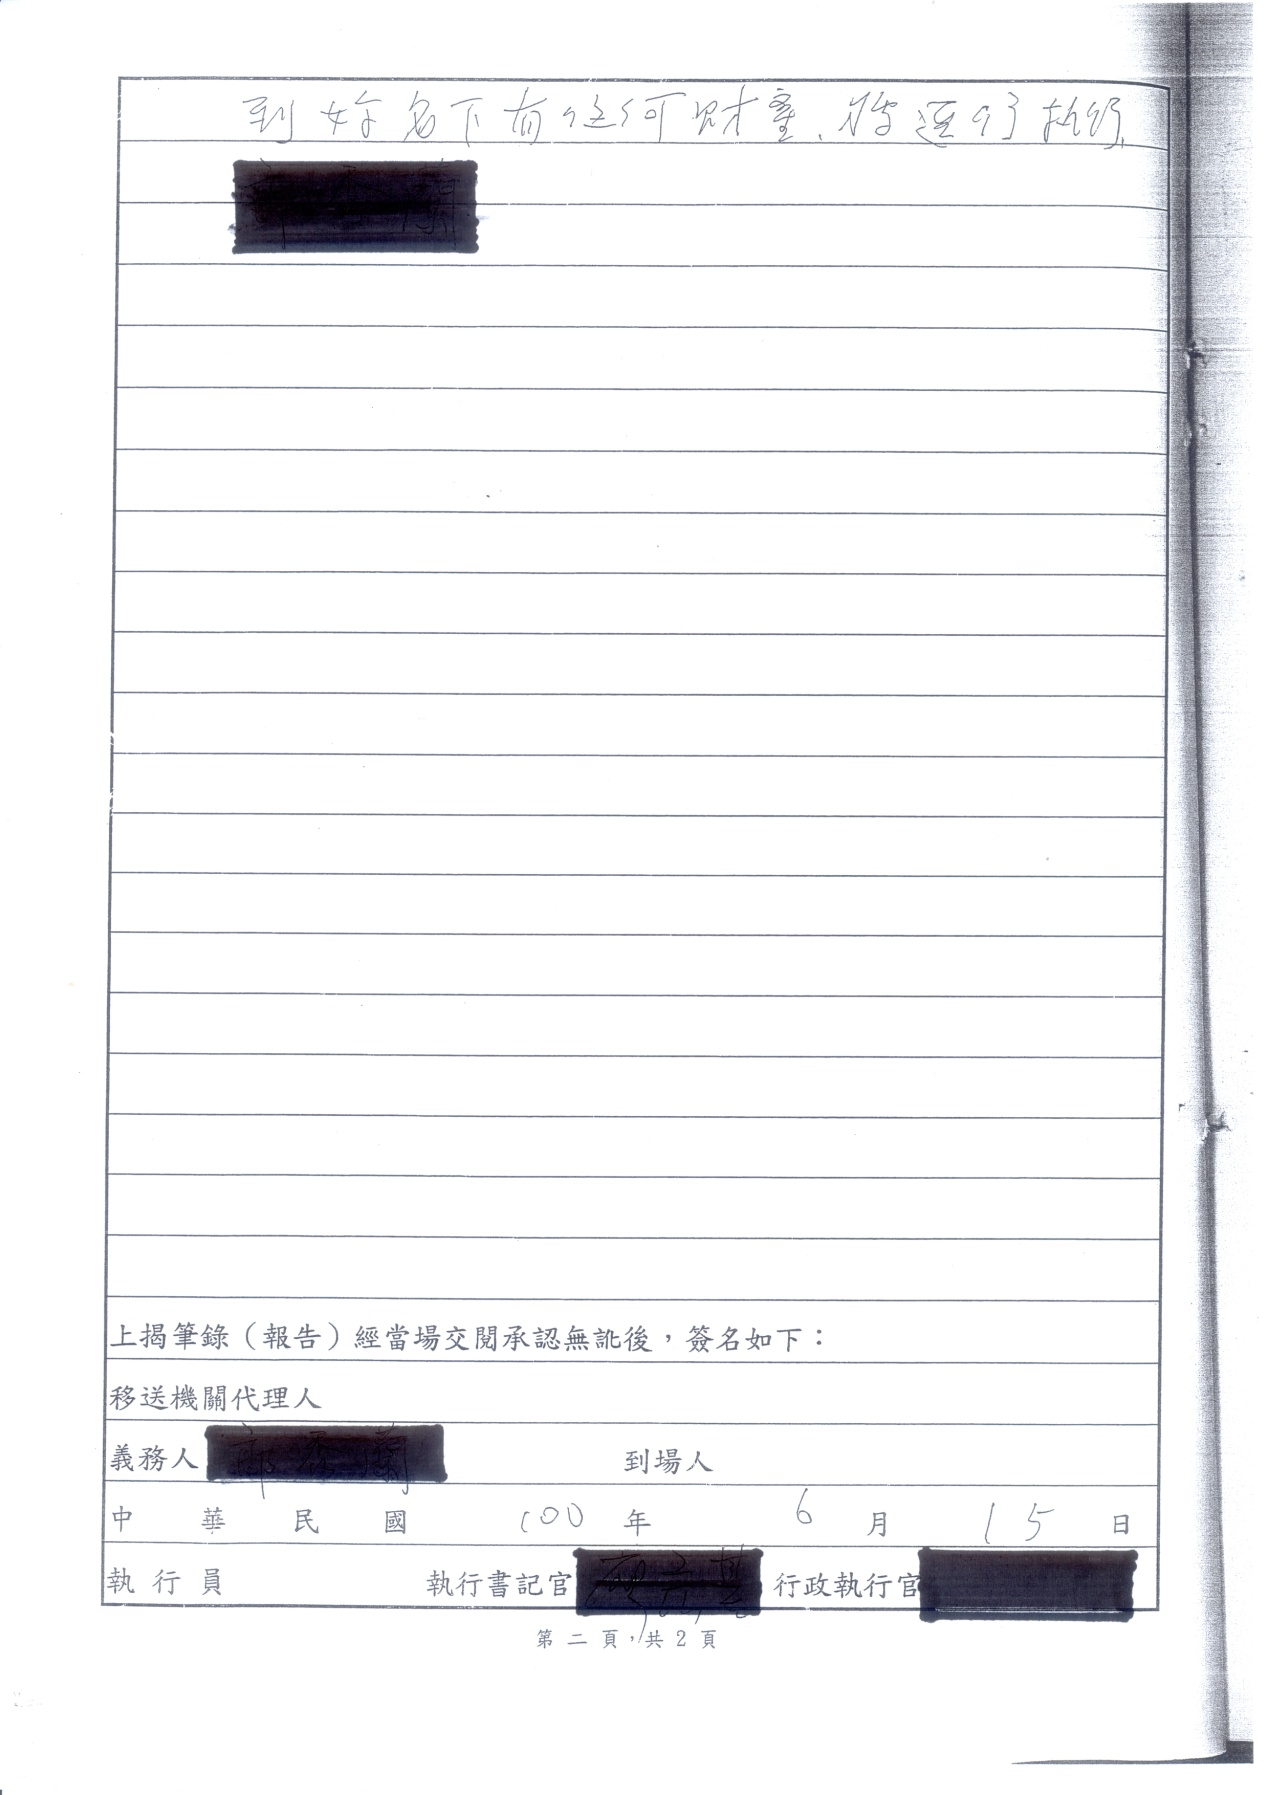 到妳名下有任何財產,將逕行執行.
上揭筆錄（報告）經當場交閱承認無訛後，簽名如下：
移送機關代理人
義務人 到場人
中華民國 100 年 6 月 15 日
執行員 執行書記官 行政執行官
第二頁，共2頁